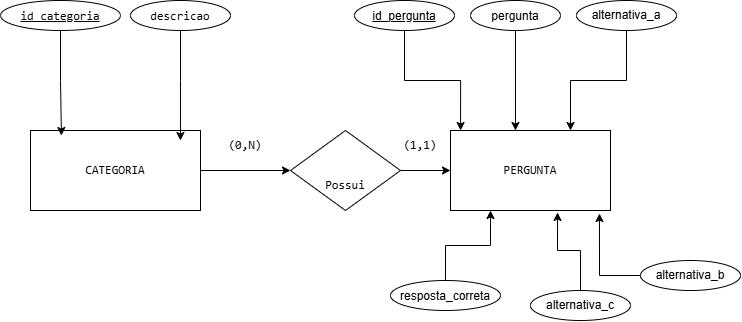 id_categoria
descricao
id_pergunta
pergunta
alternativa_a
(0,N)
(1,1)
CATEGORIA
Possui
PERGUNTA
resposta_correta
alternativa_c
alternativa_b